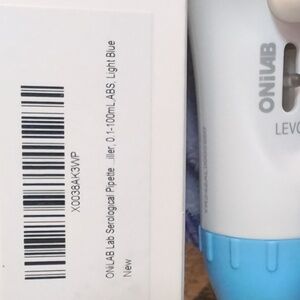 X0038AK3WP
ONiLAB Lab Serological Pipette ...iller, 0.1-100mL,ABS, Light Blue
New
ONiLAB
LEVO